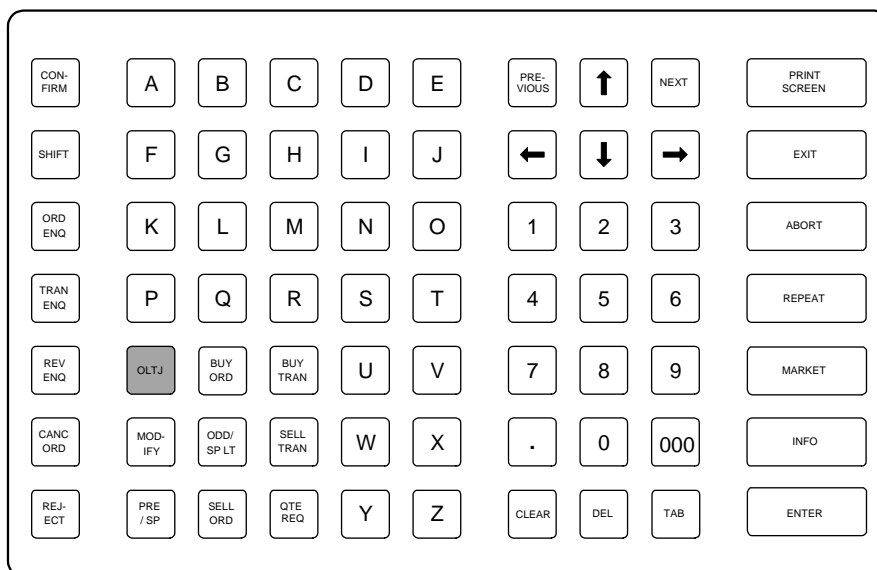 CON-
FIRM
A
B
C
D
E
PRE-
VIOUS
NEXT
PRINT
SCREEN
SHIFT
F
G
H
I
J
EXIT
ORD
ENQ
K
L
M
N
O
1
2
3
ABORT
TRAN
ENQ
P
Q
R
S
T
4
5
6
REPEAT
REV
ENQ
OLTJ
BUY
ORD
BUY
TRAN
U
V
7
8
9
MARKET
CANC
ORD
MOD-
IFY
ODD/
SP LT
SELL
TRAN
W
X
.
0
000
INFO
REJ-
ECT
PRE
/ SP
SELL
ORD
QTE
REQ
Y
Z
CLEAR
DEL
TAB
ENTER